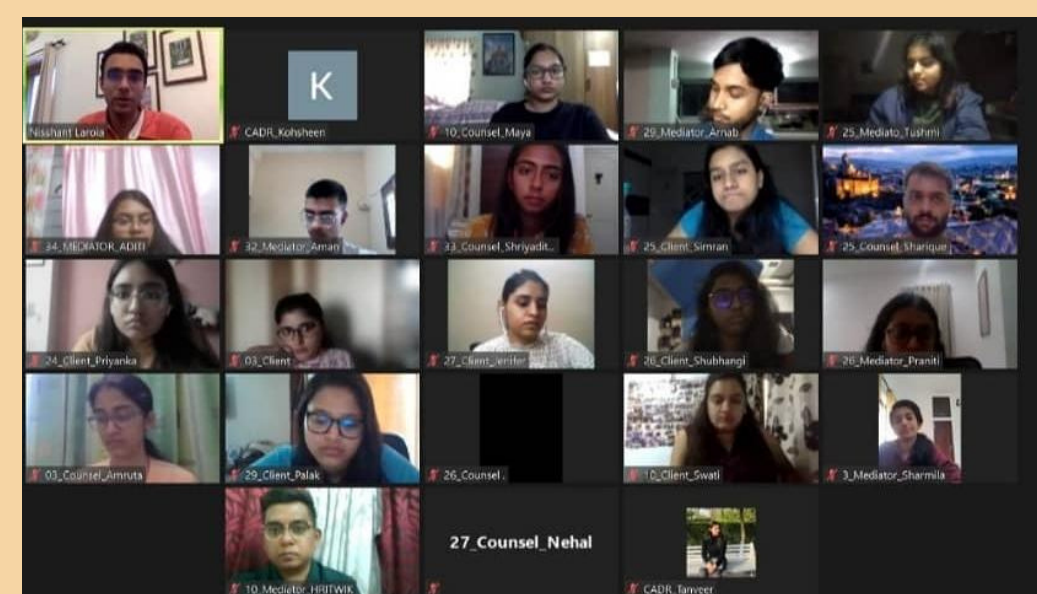 Nisshant Laroia
K
CADR_Kohsheen
10_Counsel_Maya
29_Mediator_Arnab
25_Mediato_Tushmi
34_MEDIATOR_ADITI
32_Mediator_Aman
33_Counsel_Shriyadit...
25_Client_Simran
25_Counsel_Sharique
24_Client_Priyanka
03_Client
27_Client_Jenifer
26_Client_Shubhangi
26_Mediator_Praniti
03_Counsel_Amruta
29_Client_Palak
26_Counsel .
10_Client_Swati
3_Mediator_Sharmila
10_Mediator_HRITWIK
27_Counsel_Nehal
CADR_Tanveer